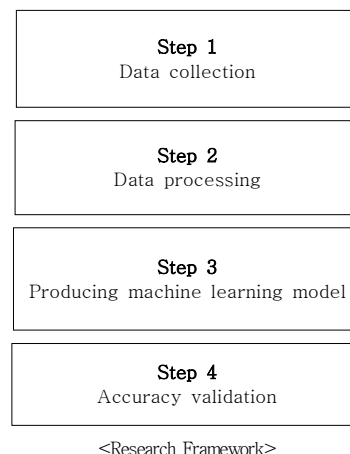 Step 1
Data collection
Step 2
Data processing
Step 3
Producing machine learning model
Step 4
Accuracy validation
<Research Framework>